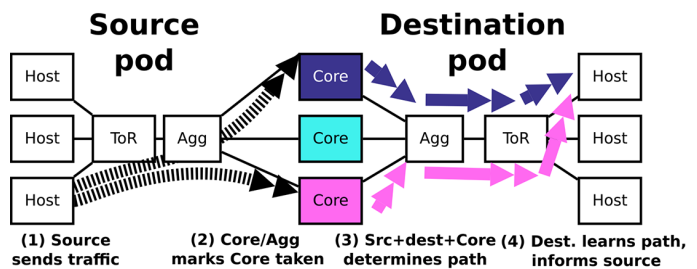 Source
pod
Destination
pod
Host
Host
Host
ToR
Agg
Core
Core
Core
Agg
ToR
Host
Host
Host
(1) Source
sends traffic
(2) Core/Agg
marks Core taken
(3) Src+dest+Core
determines path
(4) Dest. learns path,
informs source